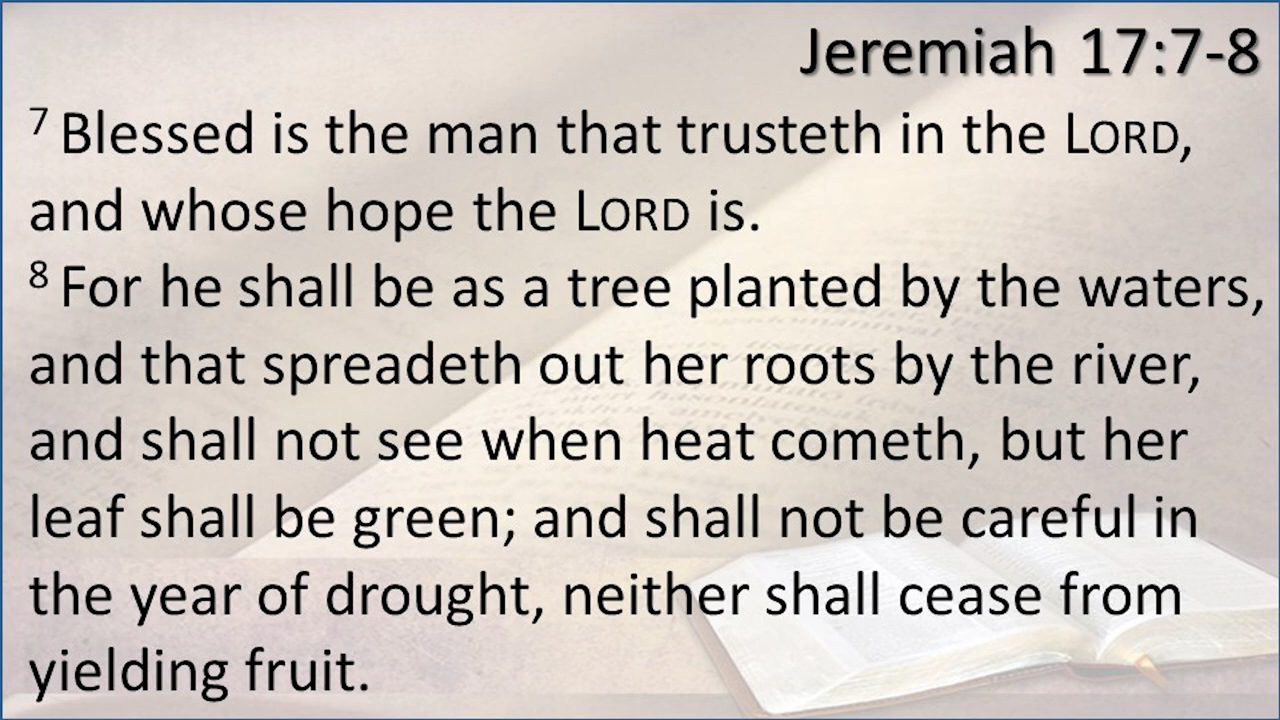 Jeremiah 17:7-8
7 Blessed is the man that trusteth in the LORD,
and whose hope the LORD is.
8 For he shall be as a tree planted by the waters,
and that spreadeth out her roots by the river,
and shall not see when heat cometh, but her
leaf shall be green; and shall not be careful in
the year of drought, neither shall cease from
yielding fruit.